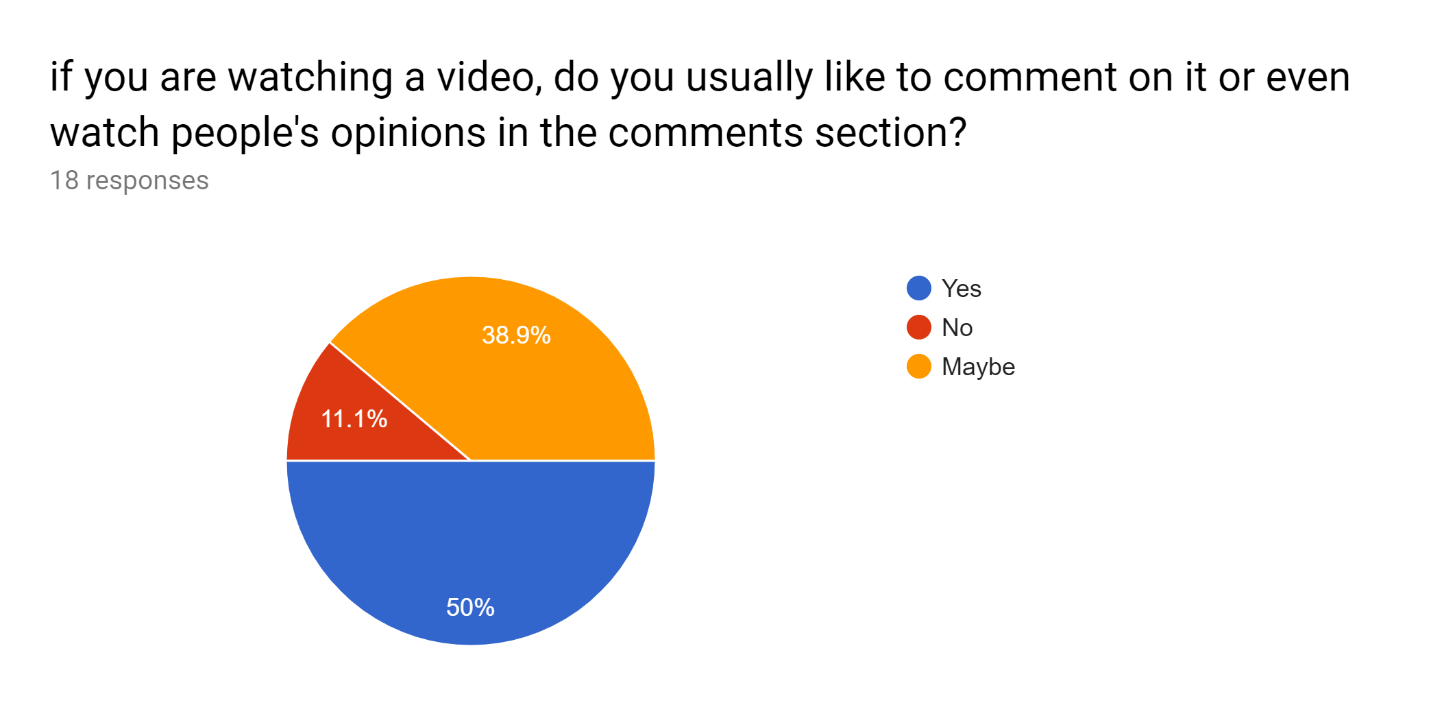 if you are watching a video, do you usually like to comment on it or even
watch people's opinions in the comments section?
18 responses
Yes
No
Maybe
38.9%
11.1%
50%